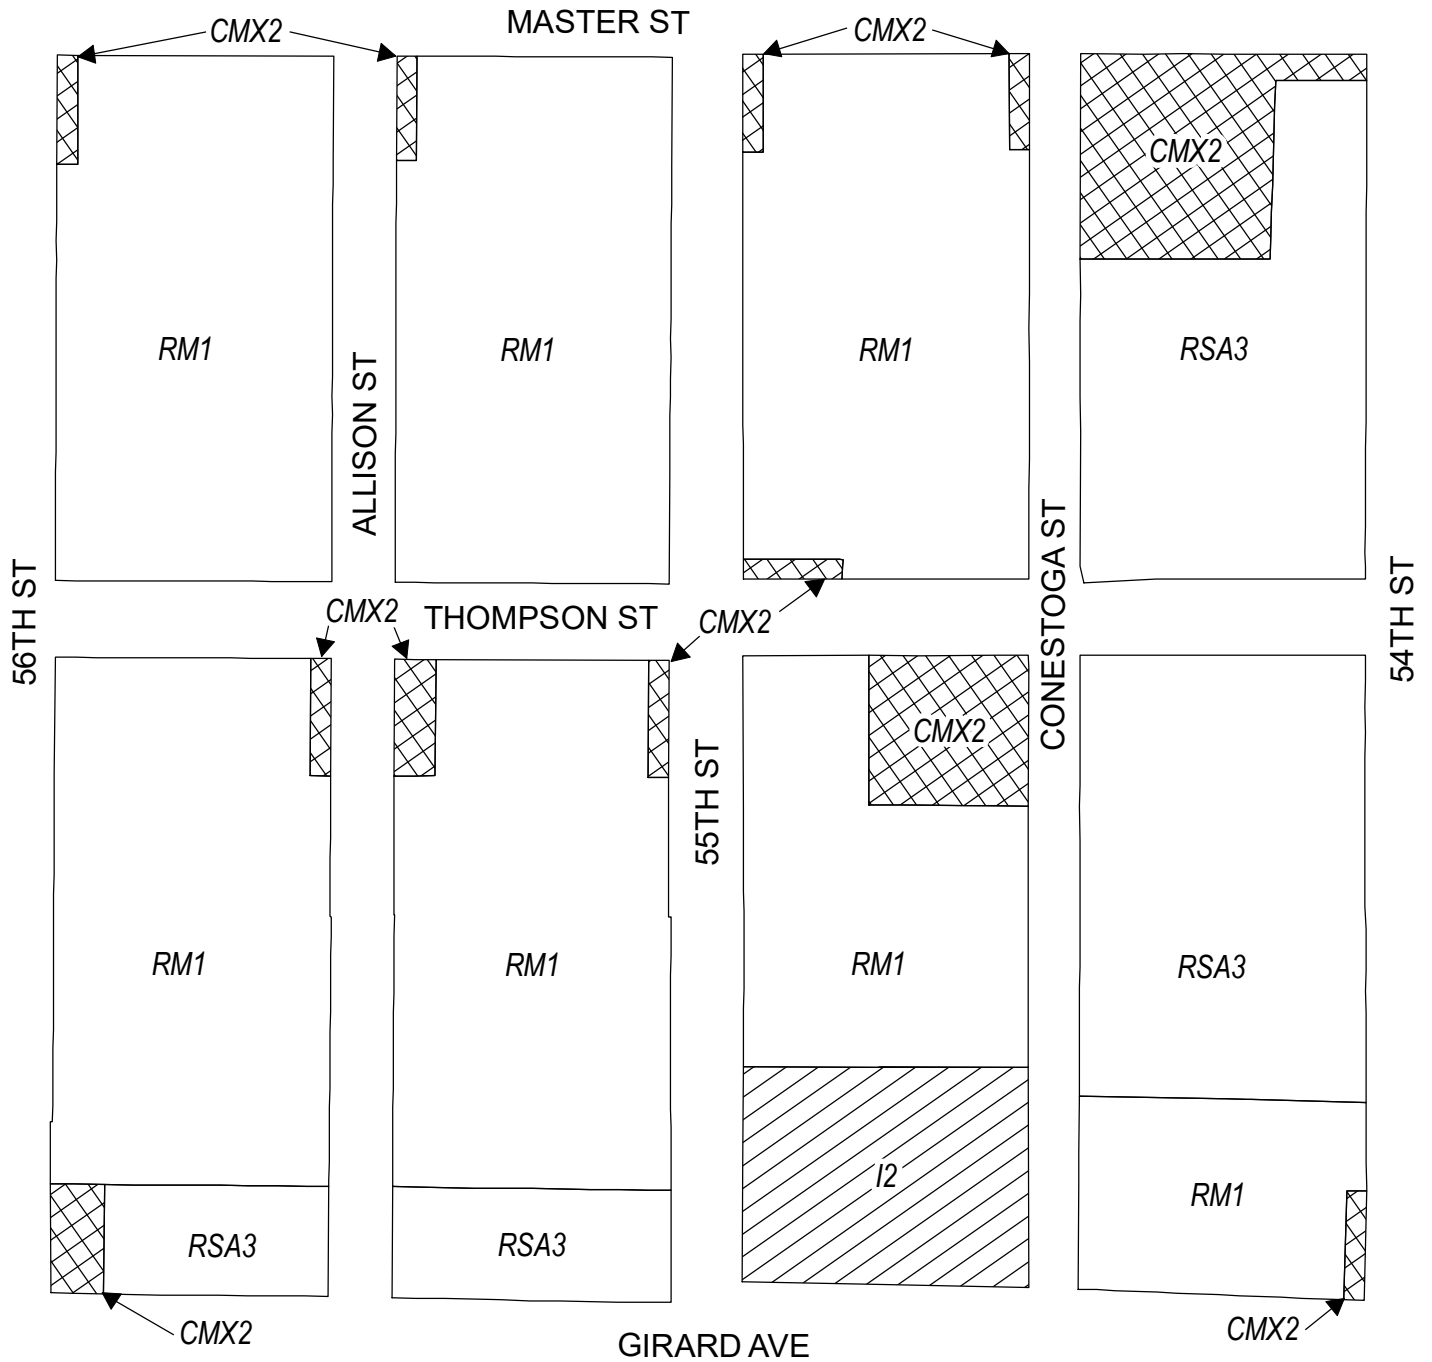 MASTER ST
CMX2
CMX2
CMX2
RM1
RM1
RM1
RSA3
ALLISON ST
CONESTOGA ST
56TH ST
54TH ST
CMX2
THOMPSON ST
CMX2
CMX2
55TH ST
RM1
RM1
RM1
RSA3
I2
RM1
RSA3
RSA3
CMX2
CMX2
GIRARD AVE